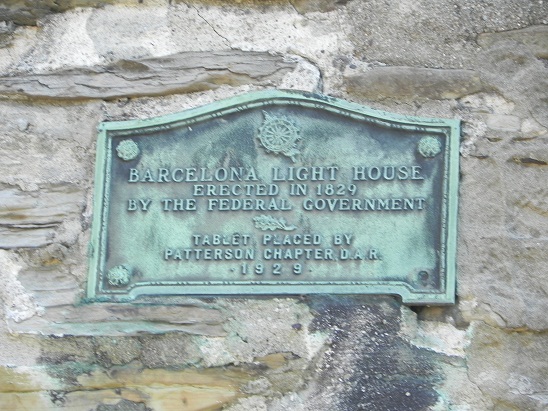 BARCELONA LIGHT HOUSE
ERECTED IN 1829
BY THE FEDERAL GOVERNMENT
TABLET PLACED BY
PATTERSON CHAPTER, D.A.R.
·1929·